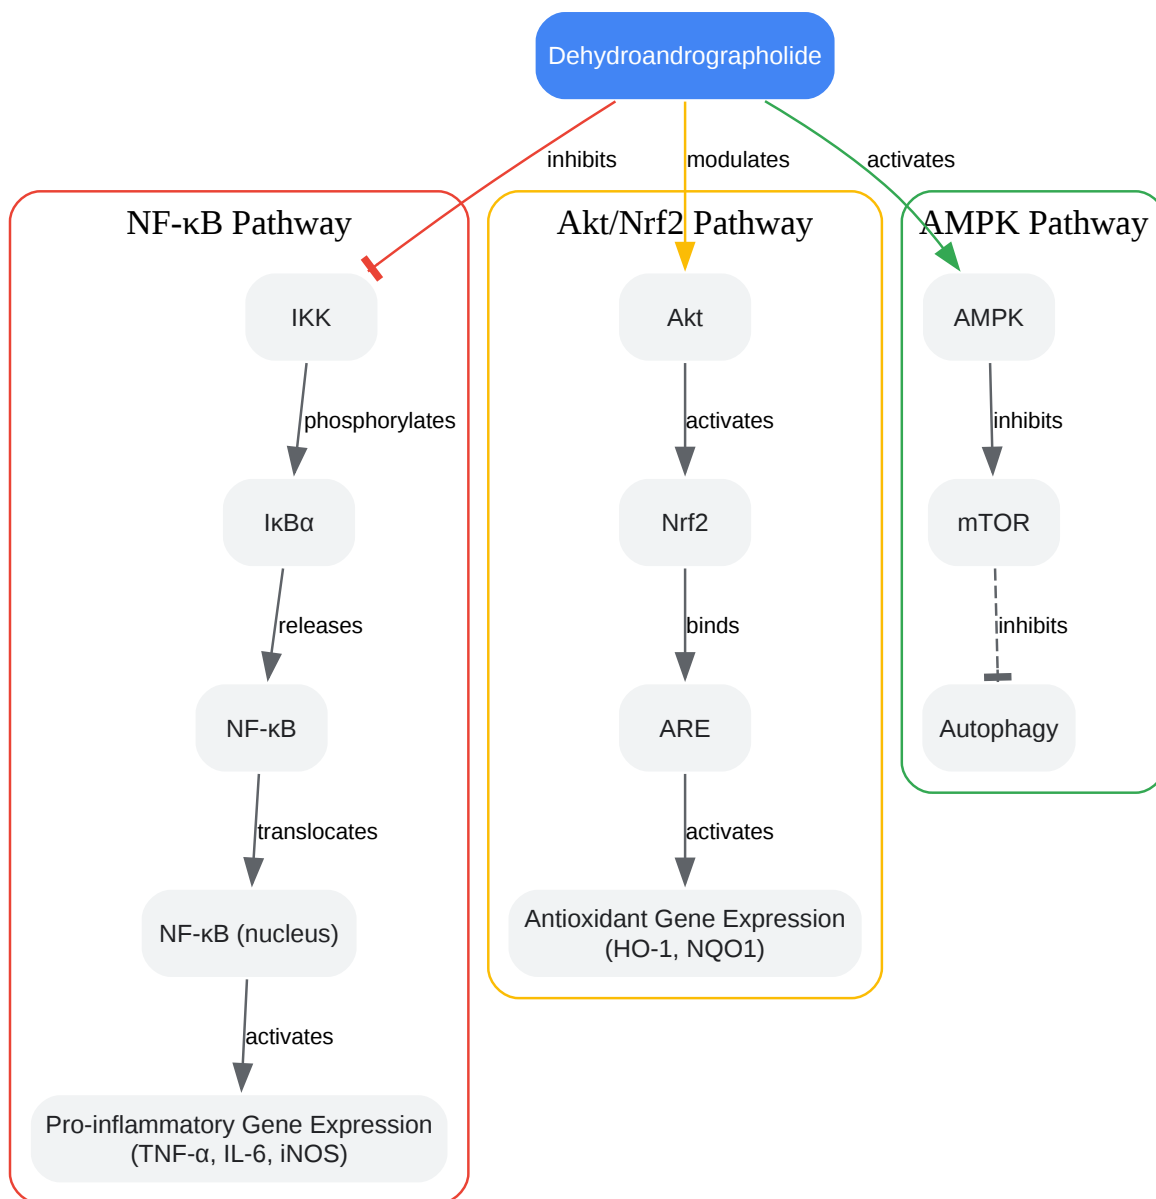 Dehydroandrographolide
inhibits
modulates
activates
NF-κB Pathway
Akt/Nrf2 Pathway
AMPK Pathway
IKK
Akt
AMPK
phosphorylates
activates
inhibits
IκBα
Nrf2
mTOR
releases
binds
inhibits
NF-κB
ARE
Autophagy
translocates
activates
NF-κB (nucleus)
Antioxidant Gene Expression
(HO-1, NQO1)
activates
Pro-inflammatory Gene Expression
(TNF-α, IL-6, iNOS)